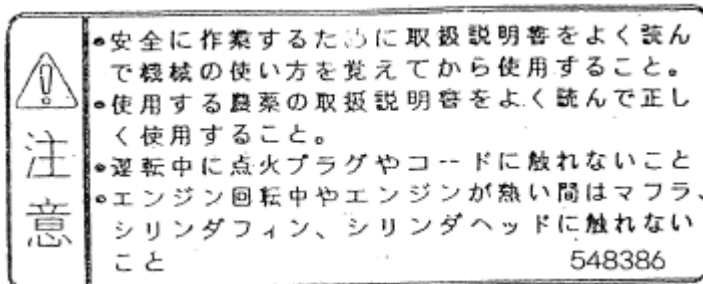 注意
•安全に作業するために取扱説明書をよく読ん
で機械の使い方を覚えてから使用すること。
•使用する農薬の取扱説明書をよく読んで正し
く使用すること。
•運転中に点火プラグやコードに触れないこと
•エンジン回転中やエンジンが熱い間はマフラ、
シリンダフィン、シリンダヘッドに触れない
こと
548386